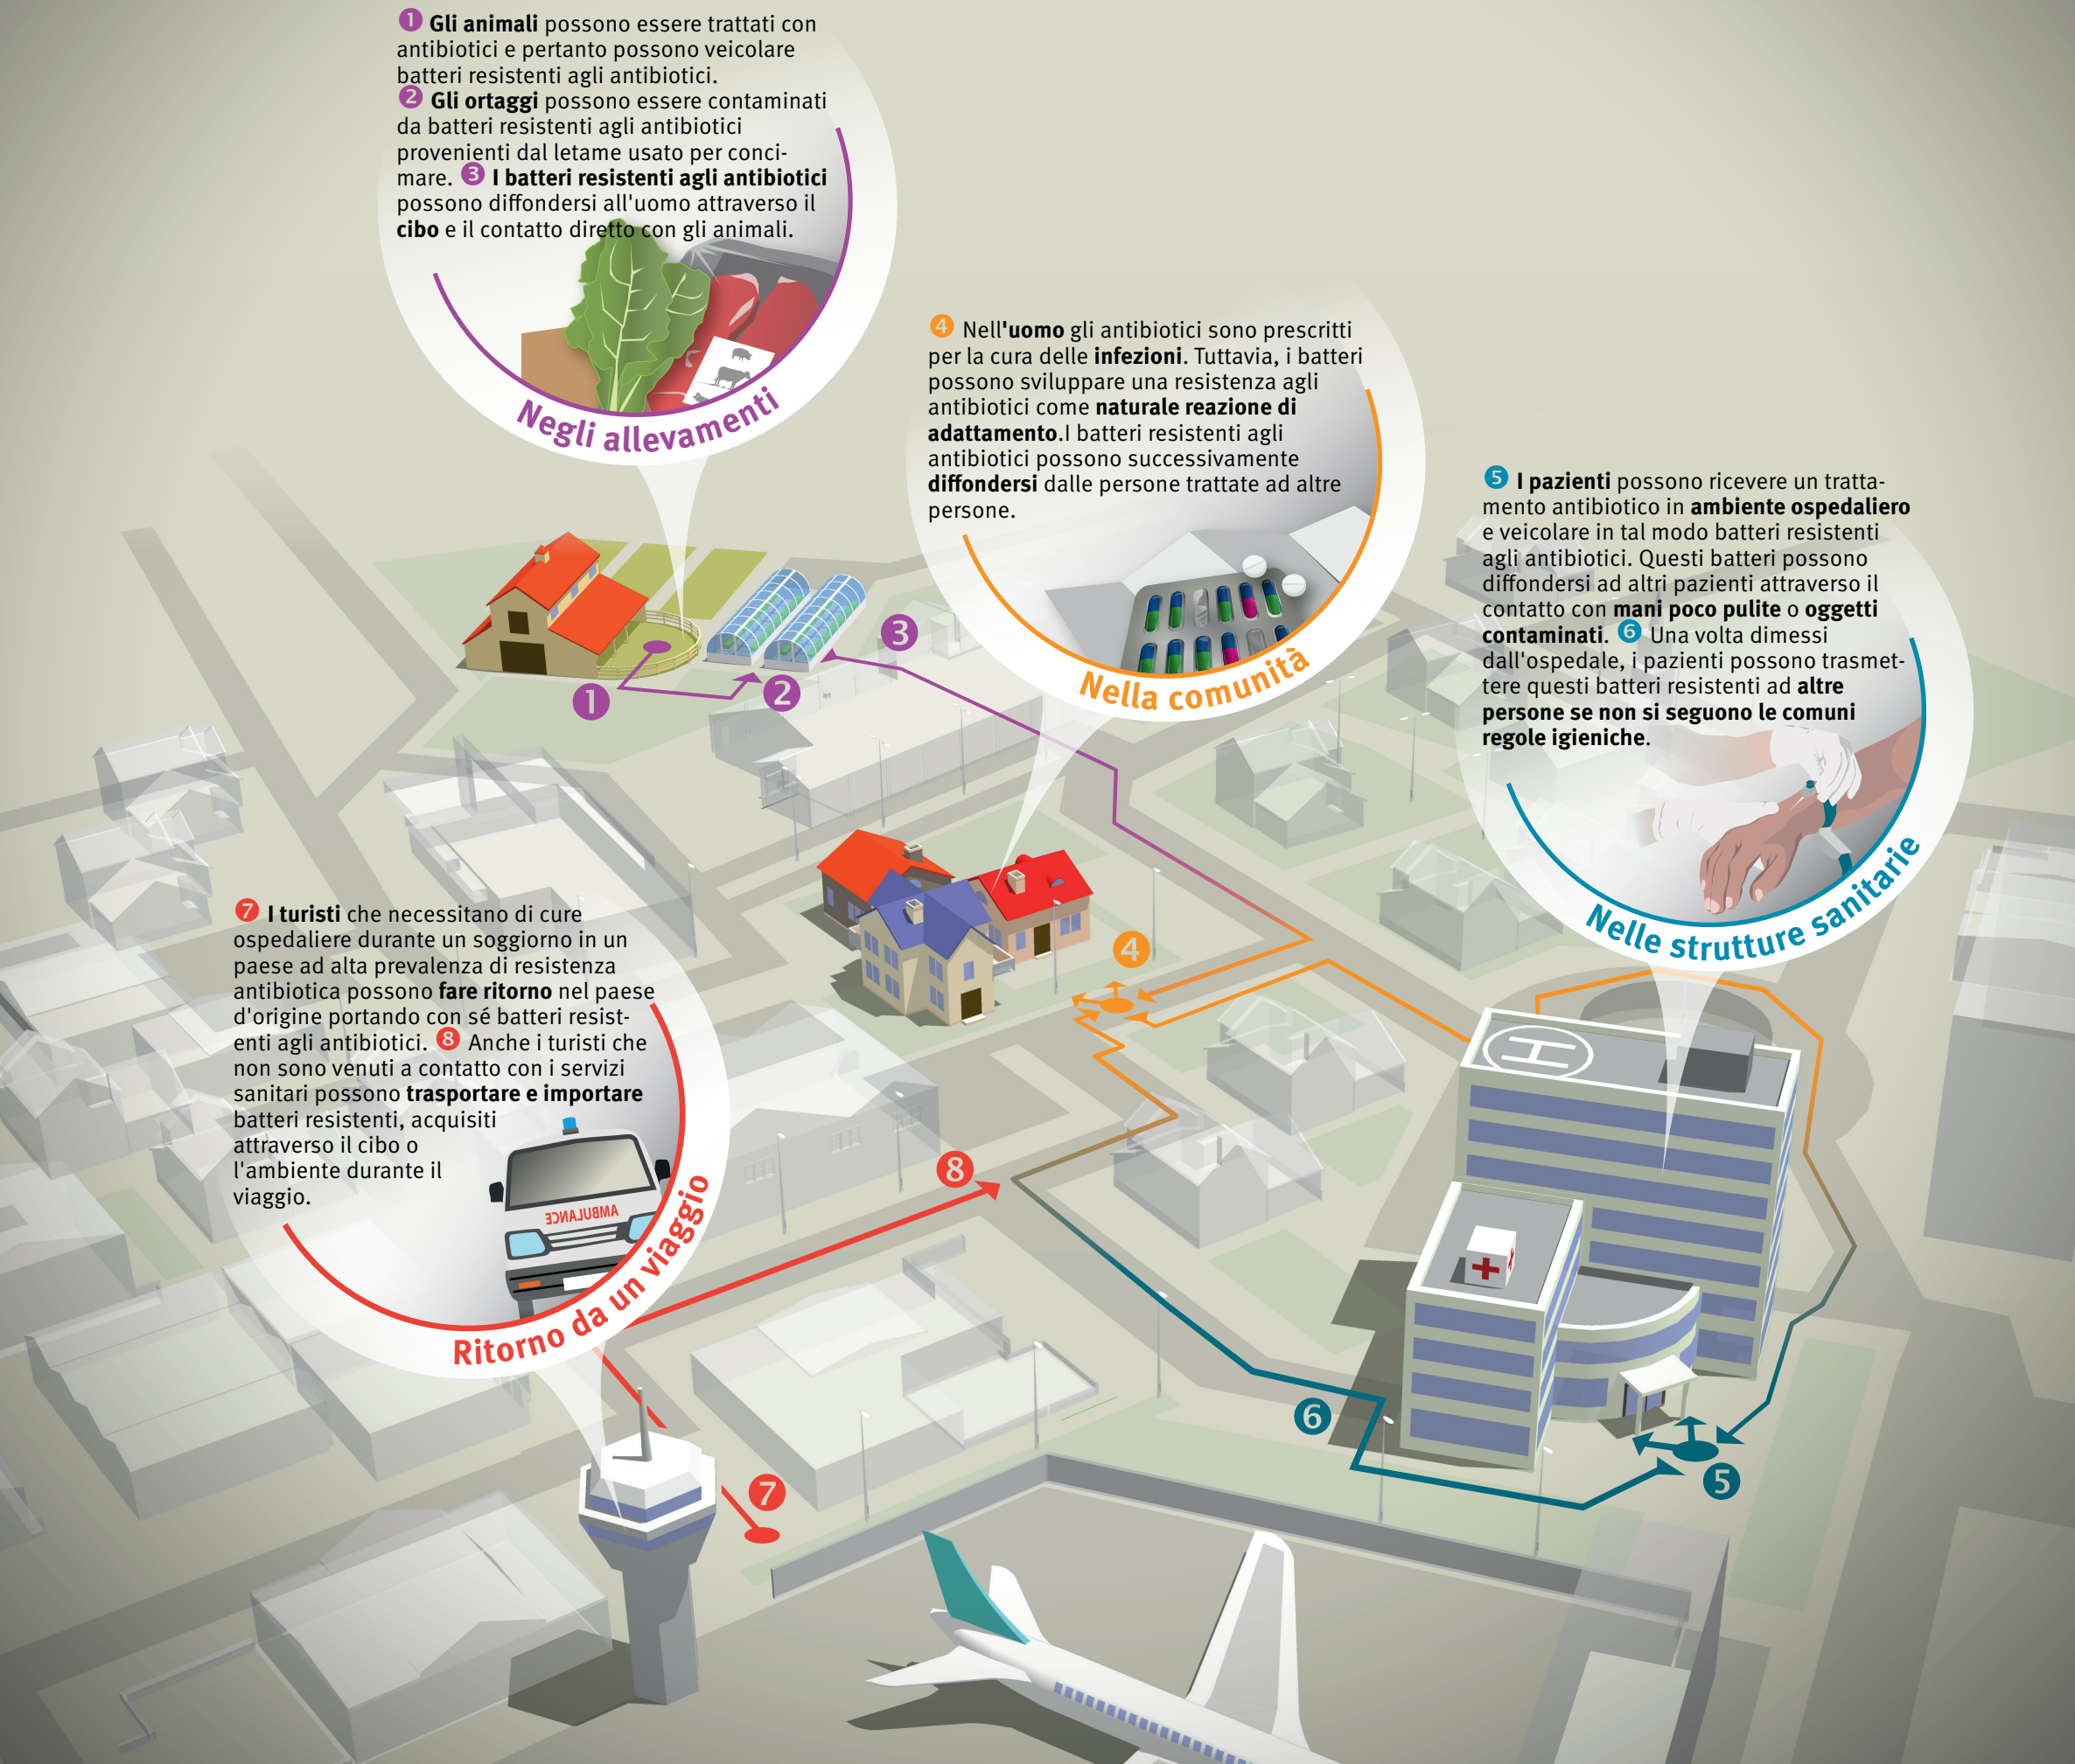 1 Gli animali possono essere trattati con
antibiotici e pertanto possono veicolare
batteri resistenti agli antibiotici.
2 Gli ortaggi possono essere contaminati
da batteri resistenti agli antibiotici
provenienti dal letame usato per conci-
mare. 3 I batteri resistenti agli antibiotici
possono diffondersi all'uomo attraverso il
cibo e il contatto diretto con gli animali.
Negli allevamenti
4 Nell'uomo gli antibiotici sono prescritti
per la cura delle infezioni. Tuttavia, i batteri
possono sviluppare una resistenza agli
antibiotici come naturale reazione di
adattamento.I batteri resistenti agli
antibiotici possono successivamente
diffondersi dalle persone trattate ad altre
persone.
Nella comunità
5 I pazienti possono ricevere un tratta-
mento antibiotico in ambiente ospedaliero
e veicolare in tal modo batteri resistenti
agli antibiotici. Questi batteri possono
diffondersi ad altri pazienti attraverso il
contatto con mani poco pulite o oggetti
contaminati. 6 Una volta dimessi
dall'ospedale, i pazienti possono trasmet-
tere questi batteri resistenti ad altre
persone se non si seguono le comuni
regole igieniche.
Nelle strutture sanitarie
7 I turisti che necessitano di cure
ospedaliere durante un soggiorno in un
paese ad alta prevalenza di resistenza
antibiotica possono fare ritorno nel paese
d'origine portando con sé batteri resist-
enti agli antibiotici. 8 Anche i turisti che
non sono venuti a contatto con i servizi
sanitari possono trasportare e importare
batteri resistenti, acquisiti
attraverso il cibo o
l'ambiente durante il
viaggio.
AMBULANCE
Ritorno da un viaggio
1
2
3
4
H
8
6
5
7